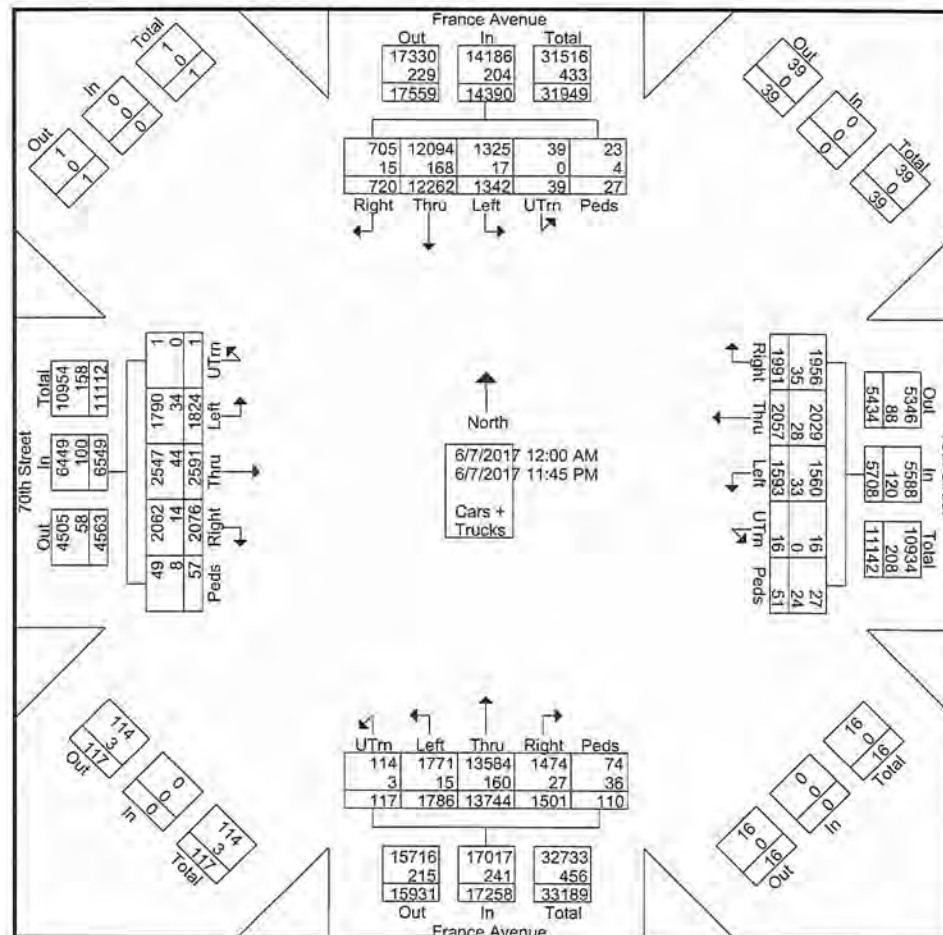 France Avenue
Out In Total
17330 14186 31516
229 204 433
17559 14390 31949
705 12094 1325 39 23
15 168 17 0 4
720 12262 1342 39 27
Right Thru Left UTrn Peds
Total
1
0
1
In
0
0
0
Out
1
0
1
Out
39
0
39
In
0
0
0
Total
39
0
39
70th Street
Total
10954
158
11112
In
6449
100
6549
Out
4505
58
4563
1 0 1 UTrn
1790 34 1824 Left
2547 44 2591 Thru
2062 14 2076 Right
49 8 57 Peds
North
6/7/2017 12:00 AM
6/7/2017 11:45 PM
Cars +
Trucks
Right 1991 35 1956
Thru 2057 28 2029
Left 1593 33 1560
UTrn 16 0 16
Peds 51 24 27
Out
5346
88
5434
In
5588
120
5708
Total
10934
208
11142
114
3
117
Out
0
0
0
In
114
3
117
Total
UTrn Left Thru Right Peds
114 1771 13584 1474 74
3 15 160 27 36
117 1786 13744 1501 110
15716 17017 32733
215 241 456
15931 17258 33189
Out In Total
France Avenue
16
0
16
Total
0
0
0
In
16
0
16
Out